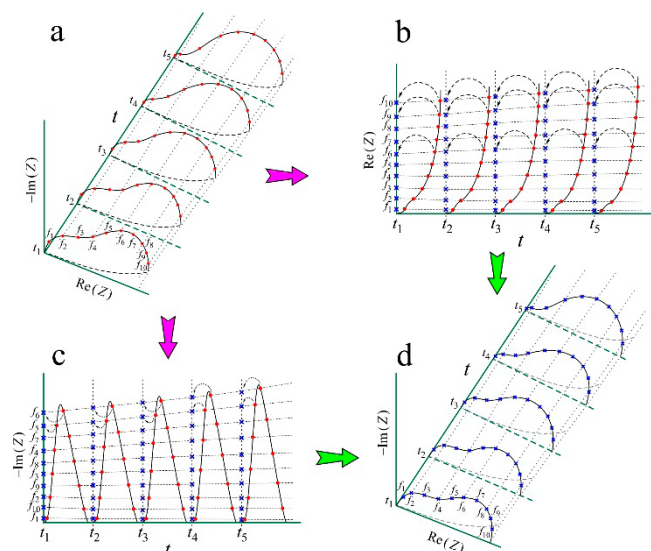 a
t₅
t₄
t
t₃
t₂
t₁
-Im(Z)
f₁
f₂
f₃
f₄
f₅
f₆
f₇
f₈
f₉
f₁₀
Re(Z)
b
Re(Z)
f₁₀
f₉
f₈
f₇
f₆
f₅
f₄
f₃
f₂
f₁
t₁
t₂
t₃
t₄
t₅
t
c
-Im(Z)
f₆
f₅
f₄
f₈
f₃
f₉
f₂
f₁₀
f₁
t₁
t₂
t₃
t₄
t₅
t
d
t₅
t₄
t
t₃
t₂
t₁
-Im(Z)
f₁
f₂
f₃
f₄
f₅
f₆
f₇
f₉
f₁₀
Re(Z)